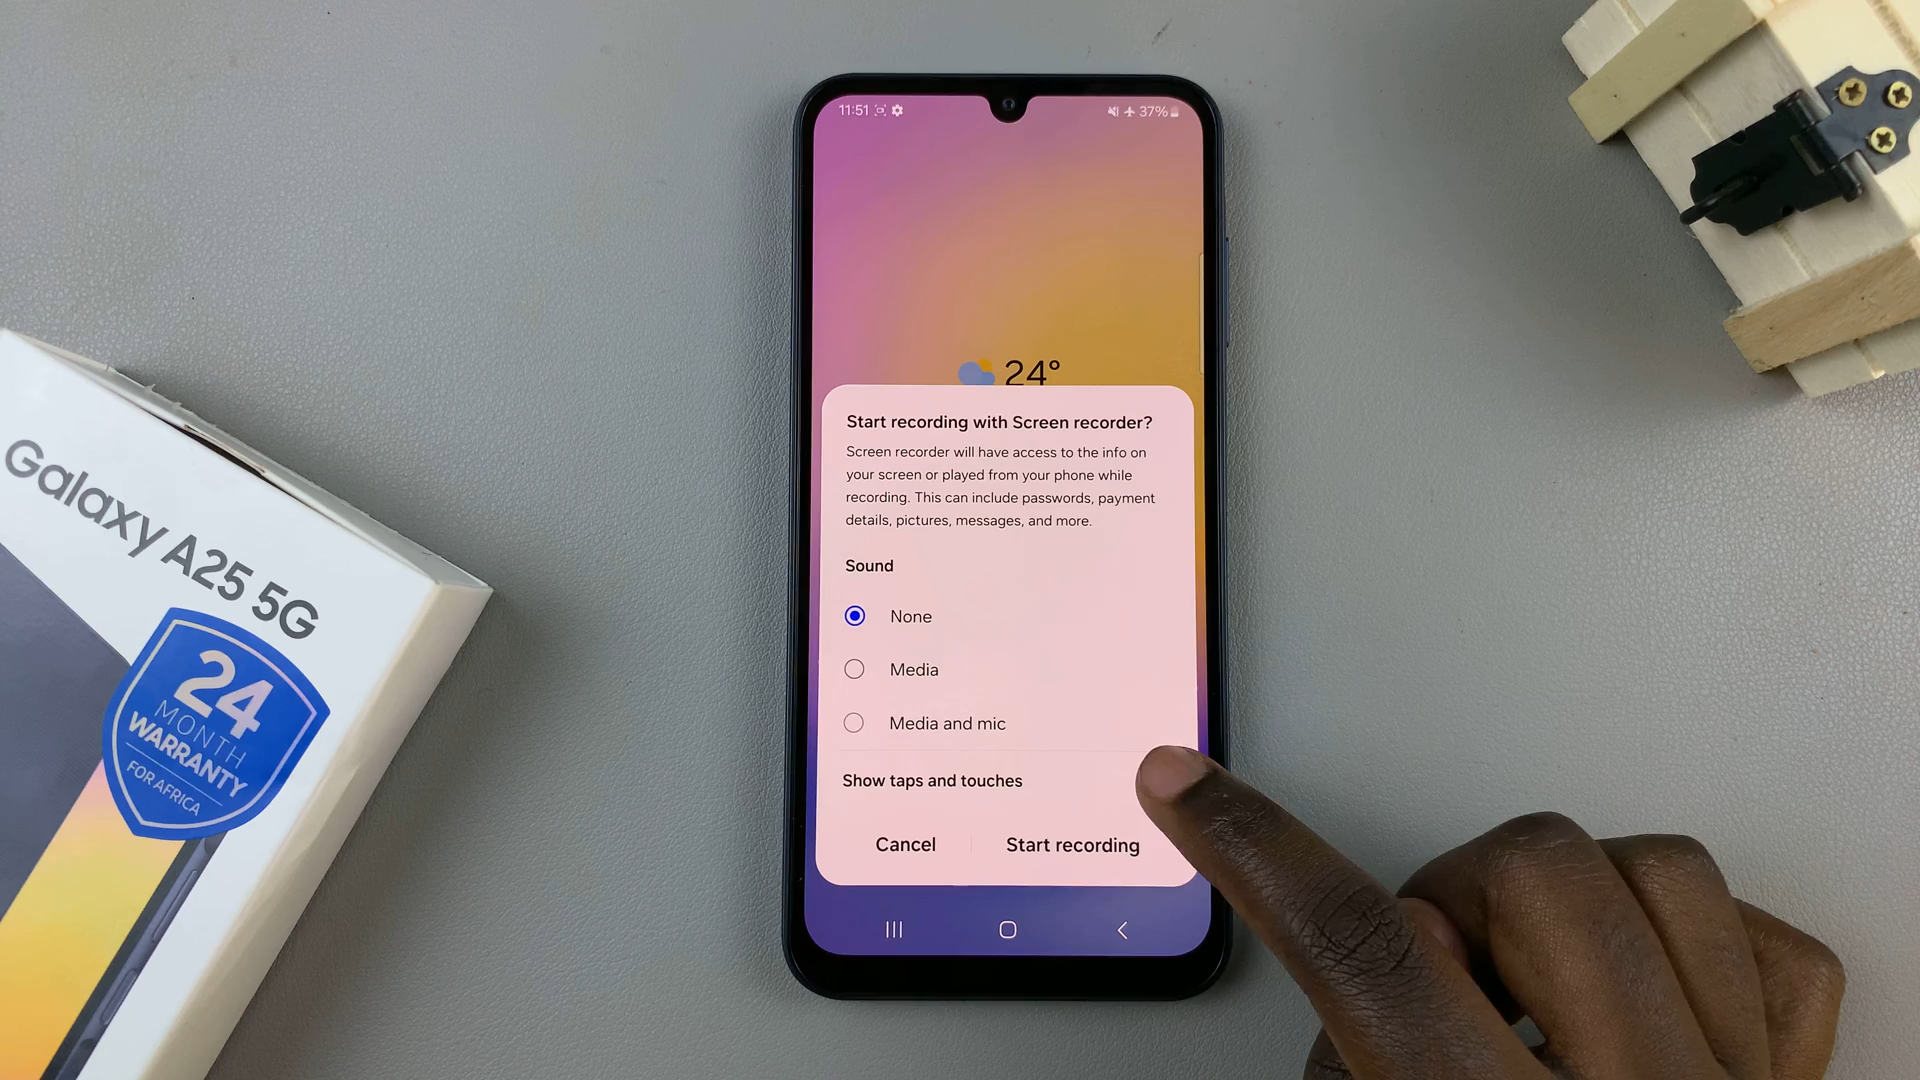 11:51
37%
24°
Start recording with Screen recorder?
Screen recorder will have access to the info on
your screen or played from your phone while
recording. This can include passwords, payment
details, pictures, messages, and more.
Sound
None
Media
Media and mic
Show taps and touches
Cancel
Start recording
Galaxy A25 5G
24
MONTH
WARRANTY
FOR AFRICA